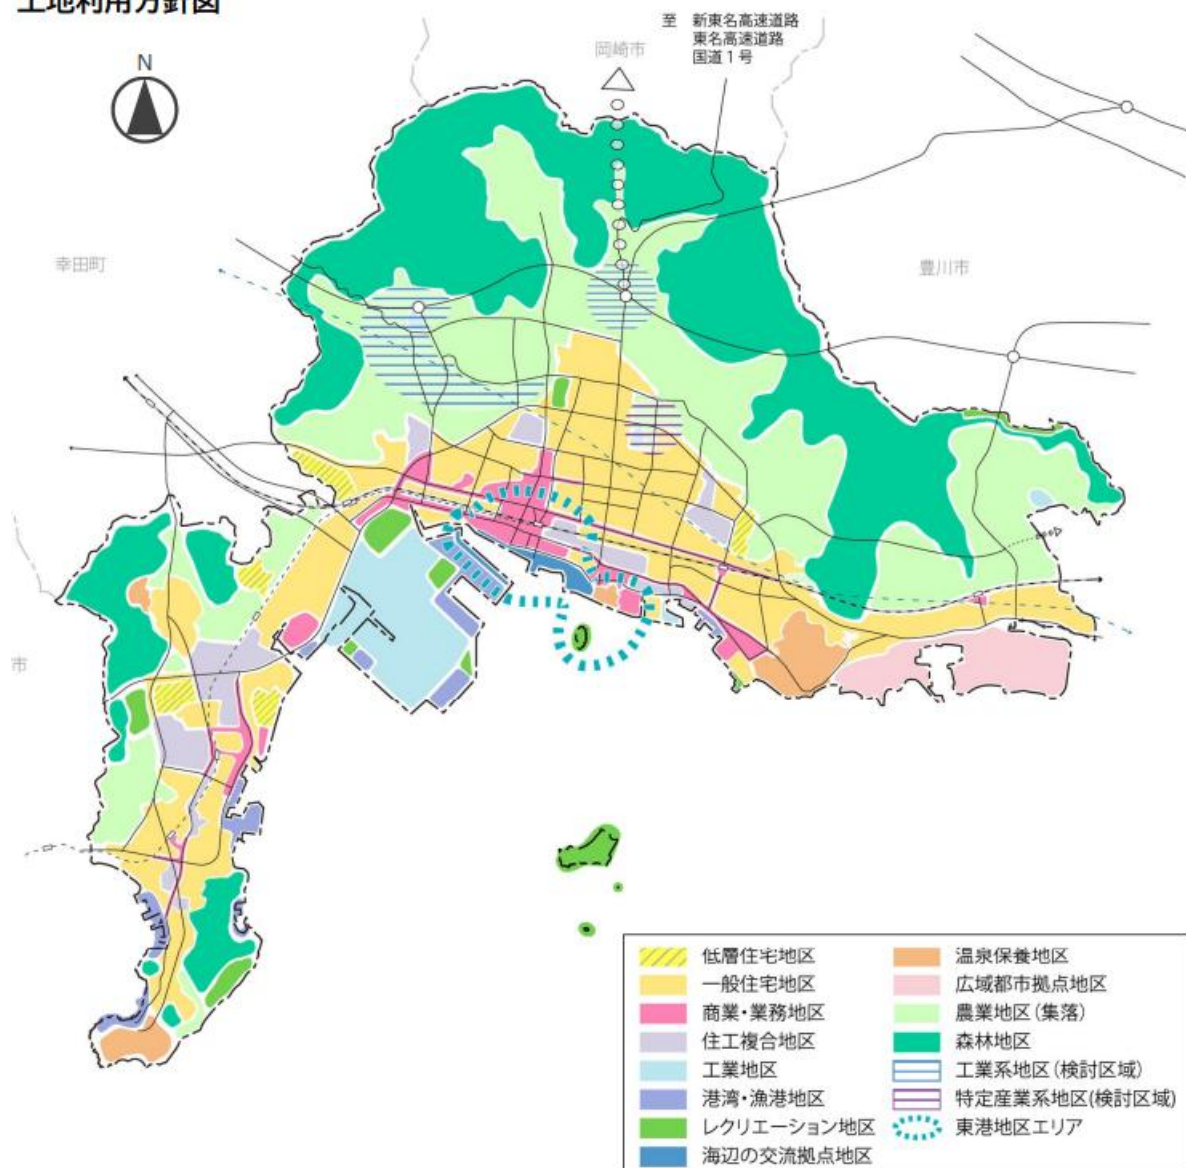 土地利用方針図
至 新東名高速道路
東名高速道路
国道1号
岡崎市
N
幸田町
豊川市
市
低層住宅地区
一般住宅地区
商業・業務地区
住工複合地区
工業地区
港湾・漁港地区
レクリエーション地区
海辺の交流拠点地区
温泉保養地区
広域都市拠点地区
農業地区(集落)
森林地区
工業系地区(検討区域)
特定産業系地区(検討区域)
東港地区エリア